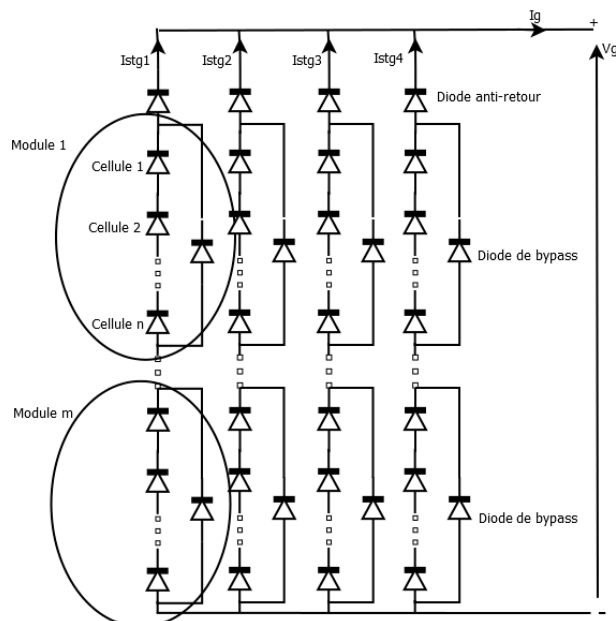 Ig
+
Istg1
Istg2
Istg3
Istg4
Vg
Diode anti-retour
Module 1
Cellule 1
Cellule 2
Diode de bypass
Cellule n
Module m
Diode de bypass
-